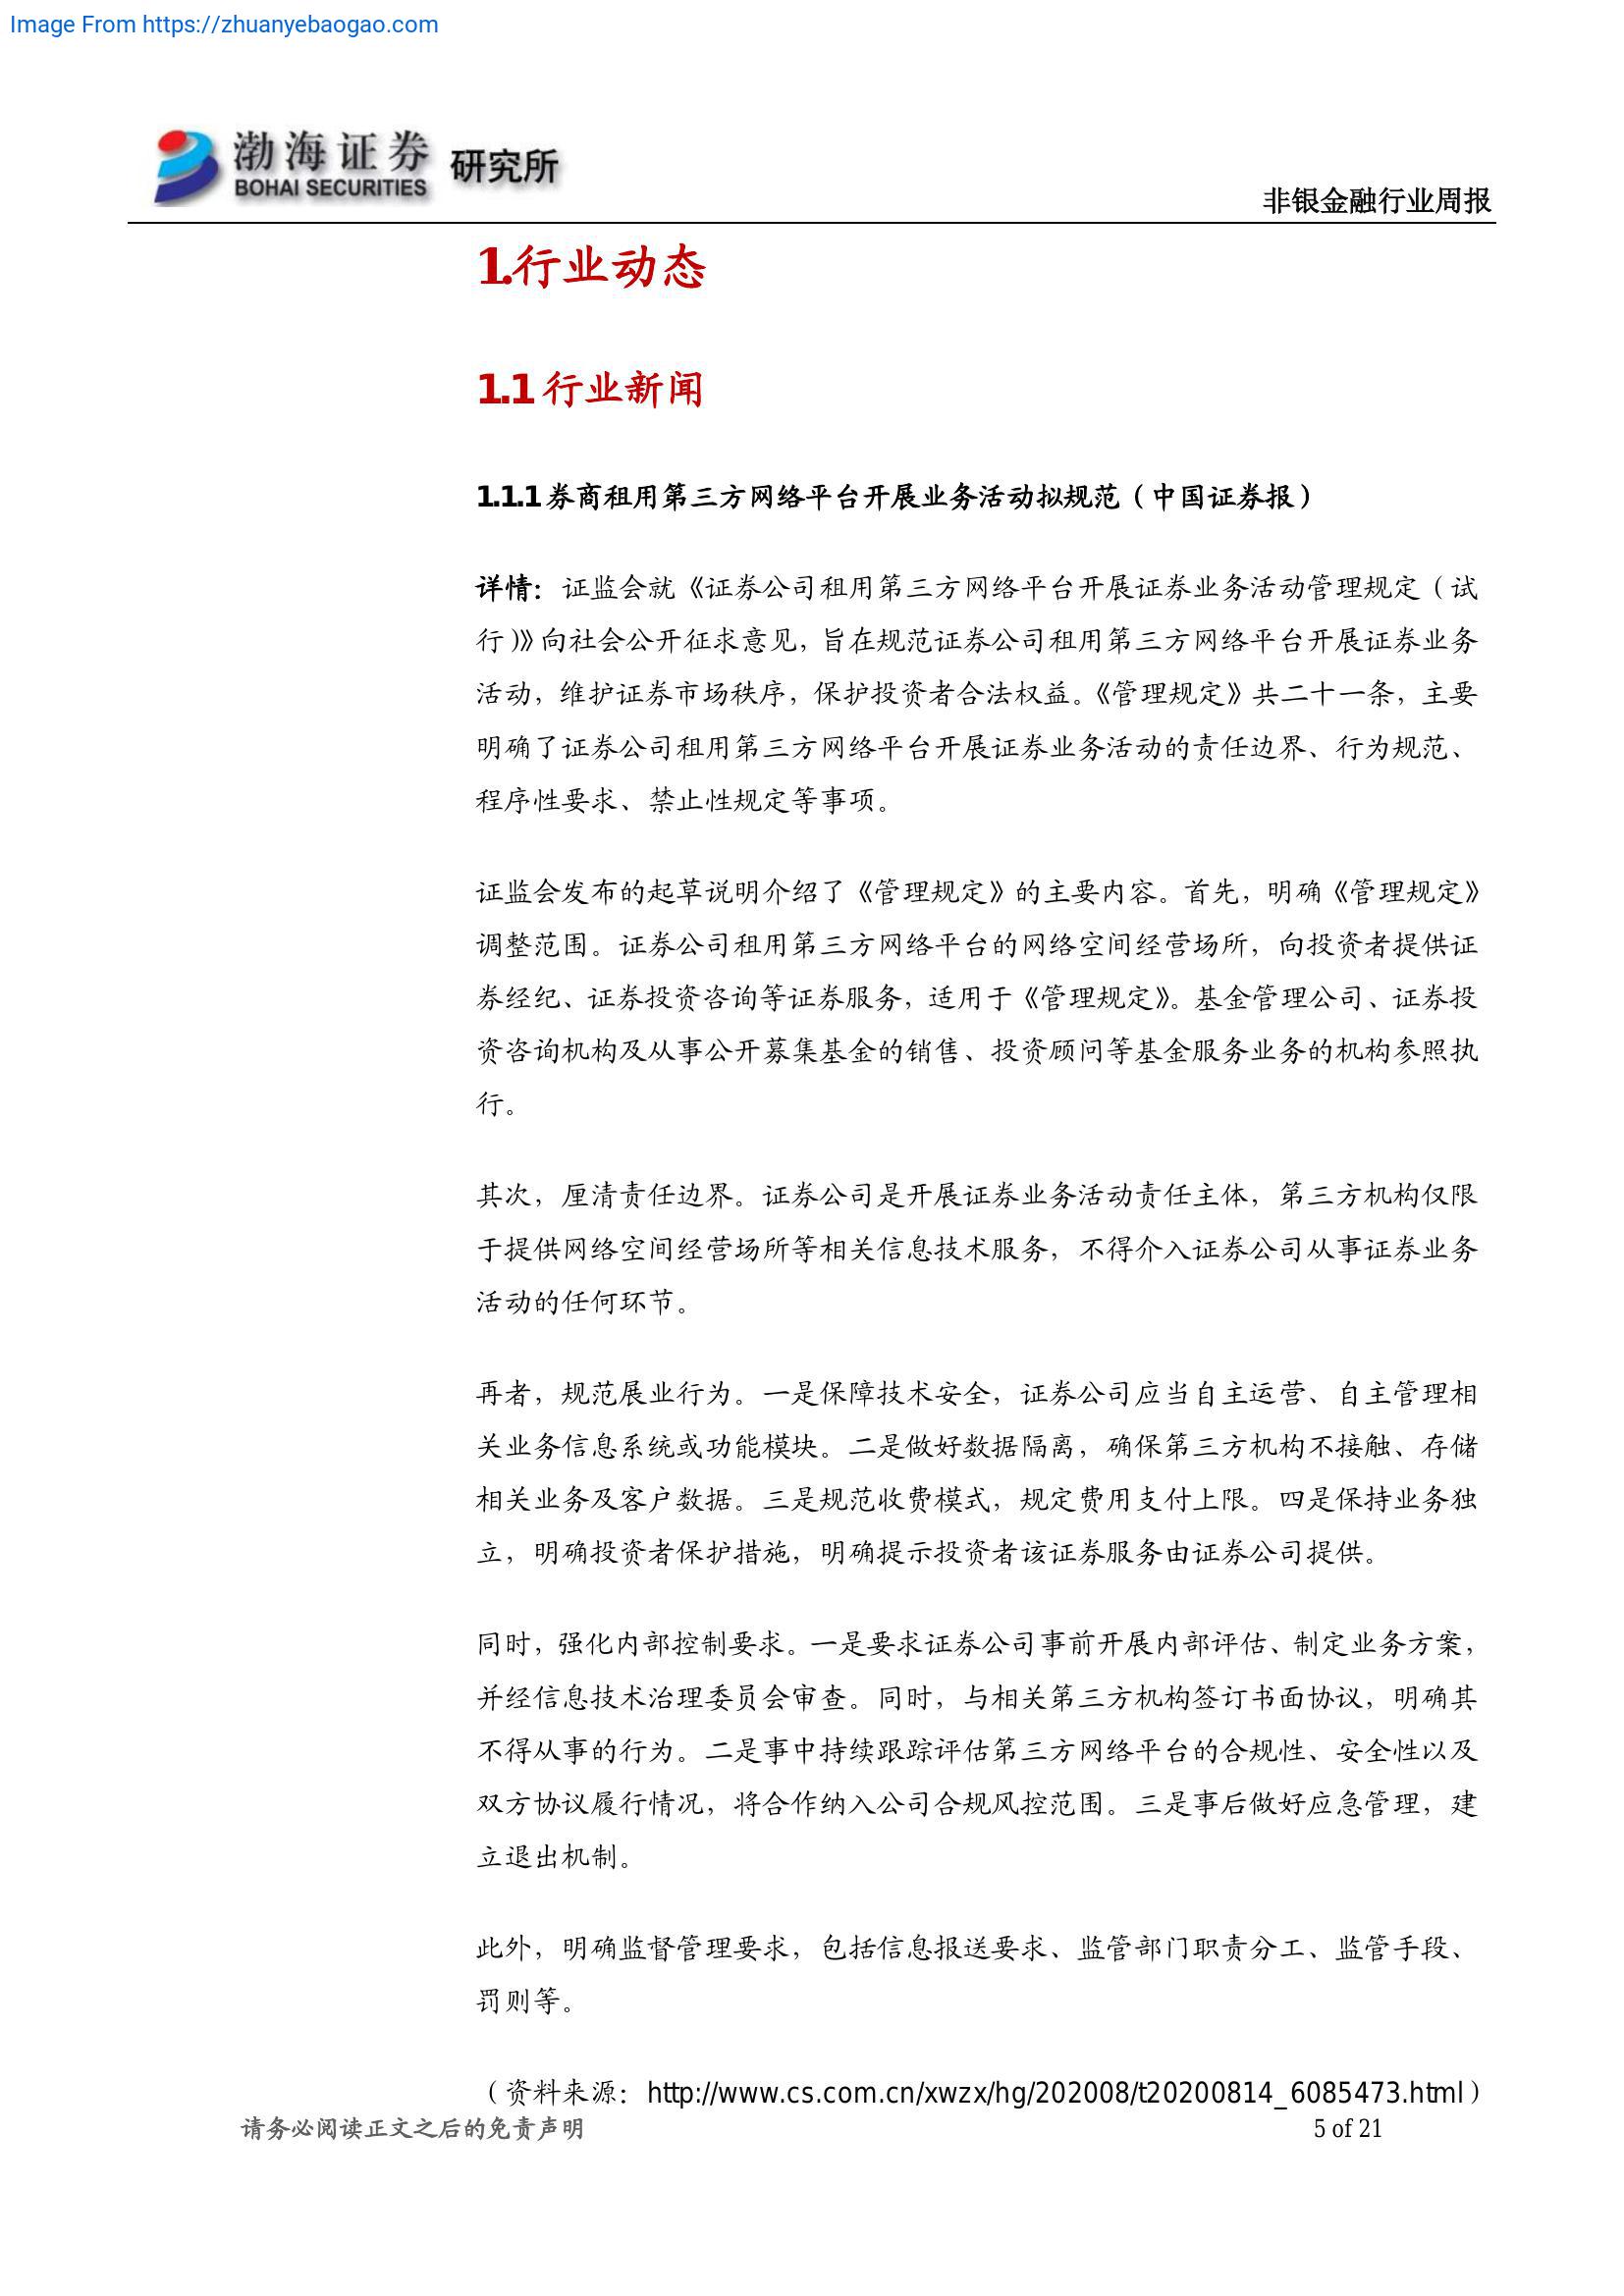 Image From https://zhuanyebaogao.com
渤海证券 研究所
BOHAI SECURITIES
非银金融行业周报
1.行业动态
1.1 行业新闻
1.1.1 券商租用第三方网络平台开展业务活动拟规范（中国证券报）
详情：证监会就《证券公司租用第三方网络平台开展证券业务活动管理规定（试
行）》向社会公开征求意见，旨在规范证券公司租用第三方网络平台开展证券业务
活动，维护证券市场秩序，保护投资者合法权益。《管理规定》共二十一条，主要
明确了证券公司租用第三方网络平台开展证券业务活动的责任边界、行为规范、
程序性要求、禁止性规定等事项。
证监会发布的起草说明介绍了《管理规定》的主要内容。首先，明确《管理规定》
调整范围。证券公司租用第三方网络平台的网络空间经营场所，向投资者提供证
券经纪、证券投资咨询等证券服务，适用于《管理规定》。基金管理公司、证券投
资咨询机构及从事公开募集基金的销售、投资顾问等基金服务业务的机构参照执
行。
其次，厘清责任边界。证券公司是开展证券业务活动责任主体，第三方机构仅限
于提供网络空间经营场所等相关信息技术服务，不得介入证券公司从事证券业务
活动的任何环节。
再者，规范展业行为。一是保障技术安全，证券公司应当自主运营、自主管理相
关业务信息系统或功能模块。二是做好数据隔离，确保第三方机构不接触、存储
相关业务及客户数据。三是规范收费模式，规定费用支付上限。四是保持业务独
立，明确投资者保护措施，明确提示投资者该证券服务由证券公司提供。
同时，强化内部控制要求。一是要求证券公司事前开展内部评估、制定业务方案，
并经信息技术治理委员会审查。同时，与相关第三方机构签订书面协议，明确其
不得从事的行为。二是事中持续跟踪评估第三方网络平台的合规性、安全性以及
双方协议履行情况，将合作纳入公司合规风控范围。三是事后做好应急管理，建
立退出机制。
此外，明确监督管理要求，包括信息报送要求、监管部门职责分工、监管手段、
罚则等。
（资料来源：http://www.cs.com.cn/xwzx/hg/202008/t20200814_6085473.html）
请务必阅读正文之后的免责声明
5 of 21